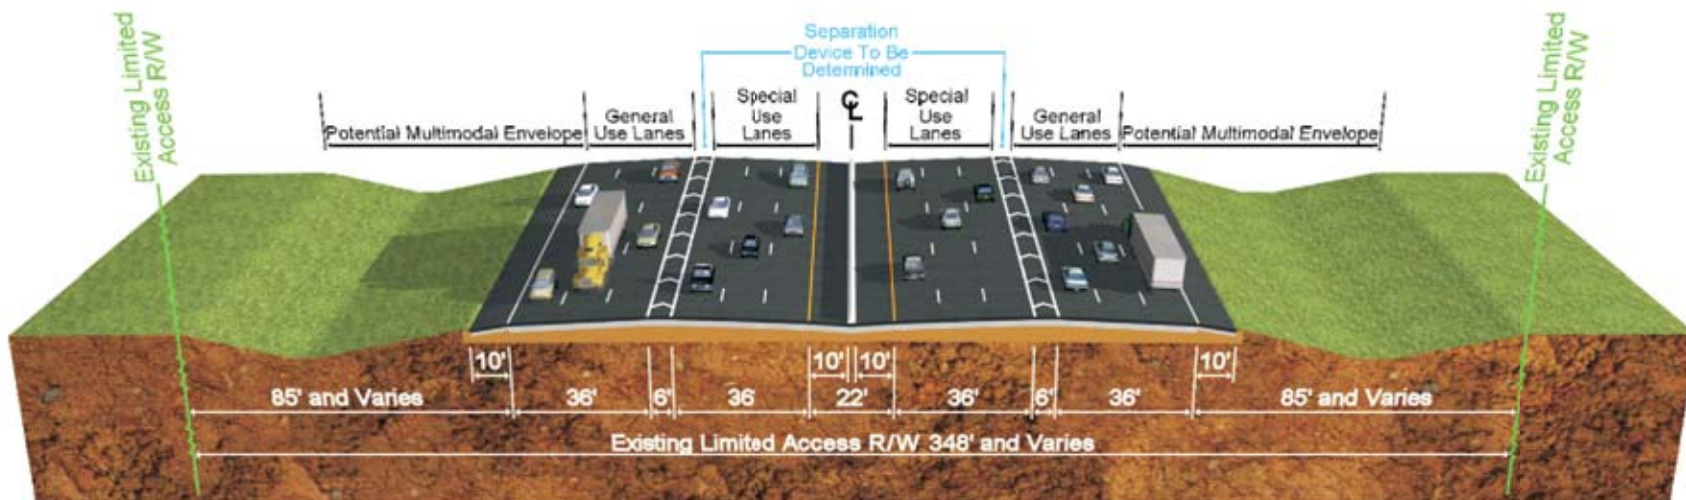 Separation
Device To Be
Determined
Existing Limited
Access R/W
Potential Multimodal Envelope
General
Use Lanes
Special
Use
Lanes
CL
Special
Use
Lanes
General
Use Lanes
Potential Multimodal Envelope
Existing Limited
Access R/W
10' 10' 10' 10'
85' and Varies 36' 6' 36' 22' 36' 6' 36' 85' and Varies
Existing Limited Access R/W 348' and Varies